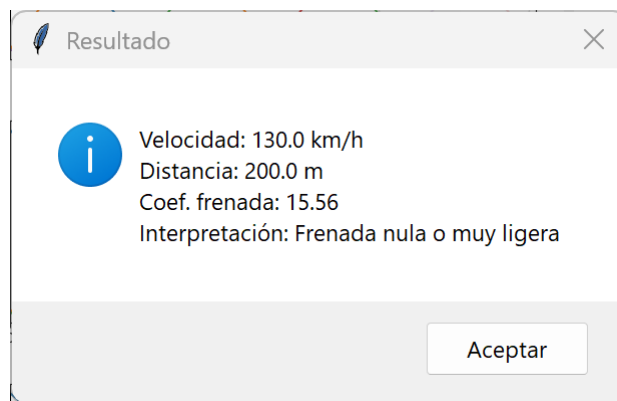 Resultado
Velocidad: 130.0 km/h
Distancia: 200.0 m
Coef. frenada: 15.56
Interpretación: Frenada nula o muy ligera
Aceptar